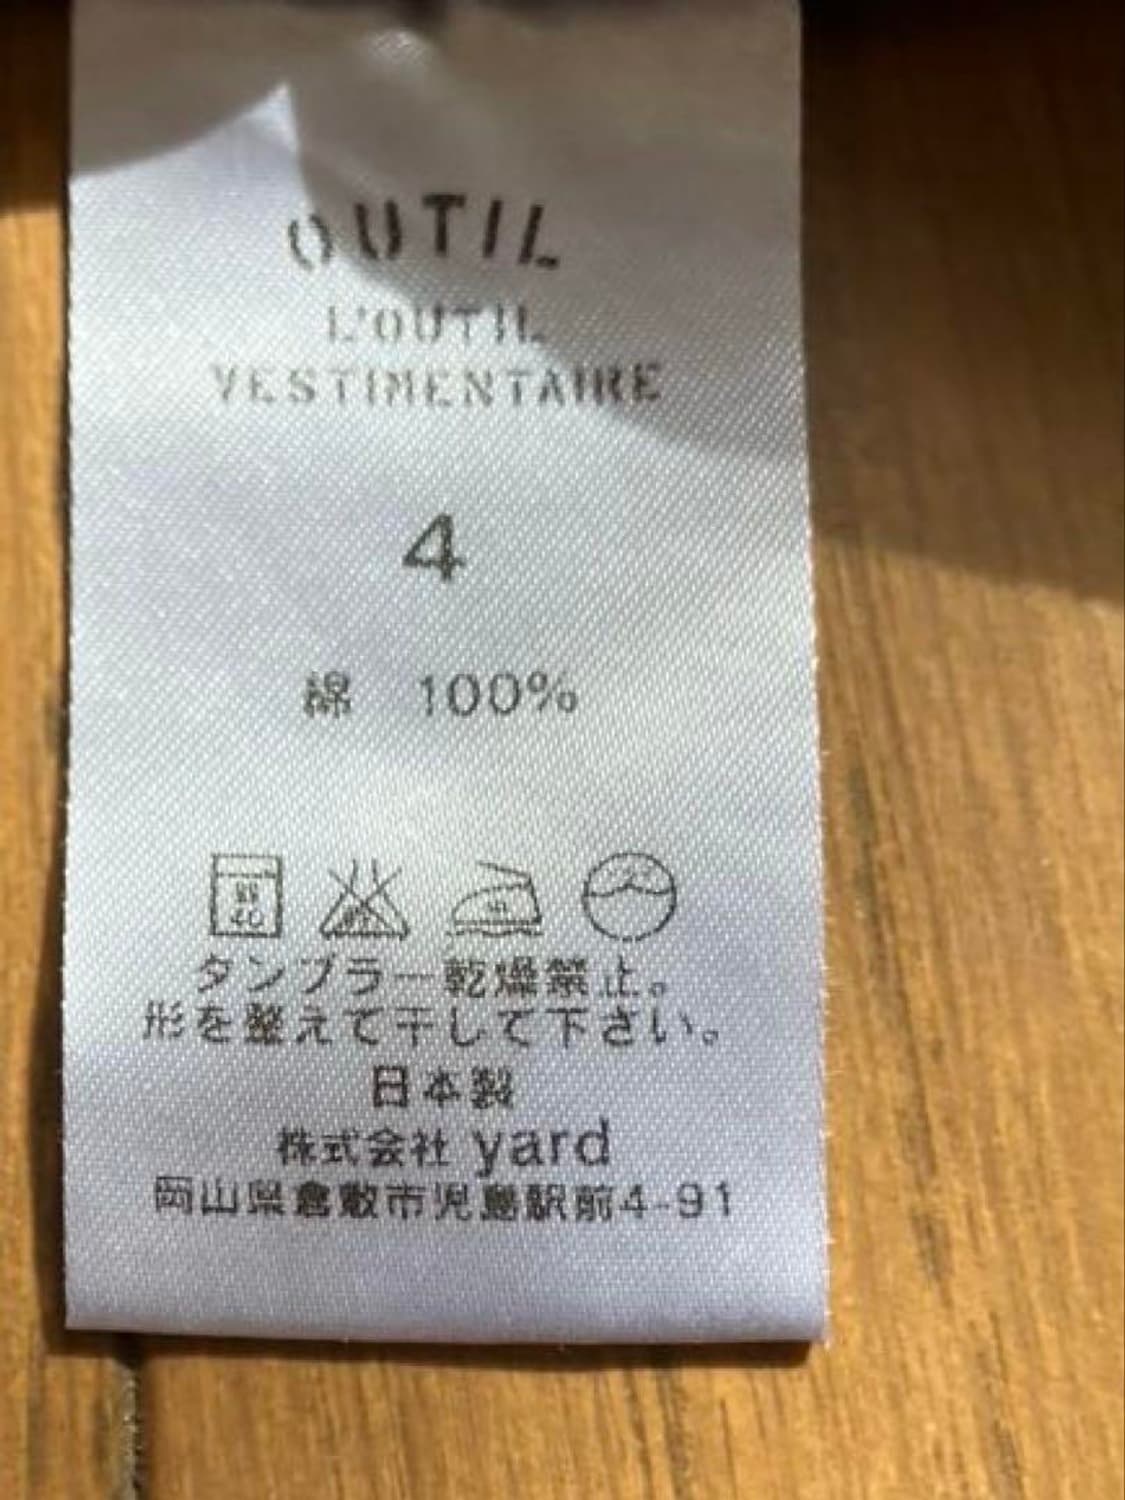 OUTIL
L'OUTIL
VESTIMENTAIRE
4
綿 100%
40
タンブラー乾燥禁止。
形を整えて干して下さい。
日本製
株式会社 yard
岡山県倉敷市児島駅前4-91